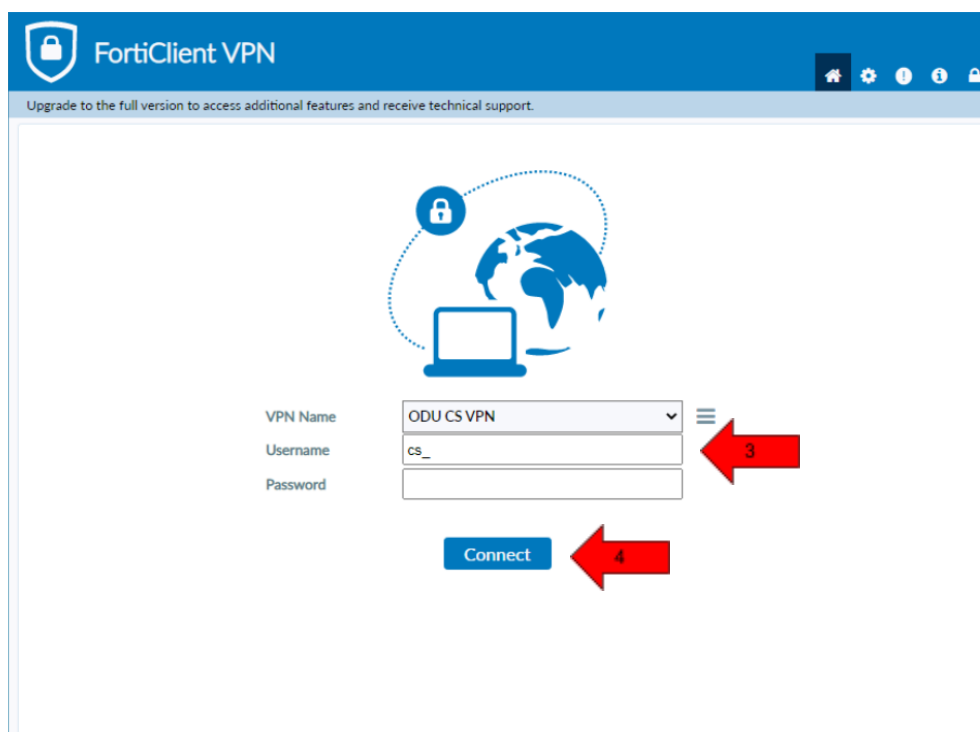 FortiClient VPN
Upgrade to the full version to access additional features and receive technical support.
VPN Name
ODU CS VPN
Username
cs_
3
Password
Connect
4